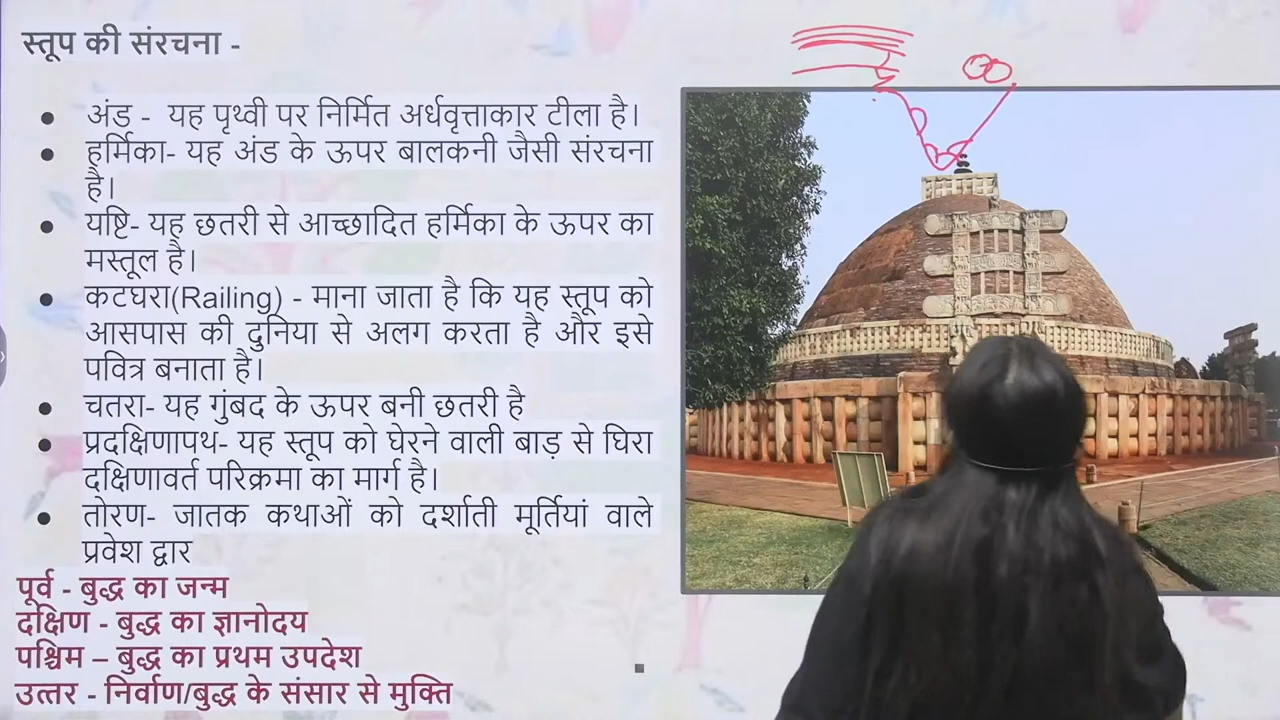 स्तूप की संरचना -
अंड - यह पृथ्वी पर निर्मित अर्धवृत्ताकार टीला है।
हर्मिका- यह अंड के ऊपर बालकनी जैसी संरचना
है।
यष्टि- यह छतरी से आच्छादित हर्मिका के ऊपर का
मस्तूल है।
कटघरा(Railing) - माना जाता है कि यह स्तूप को
आसपास की दुनिया से अलग करता है और इसे
पवित्र बनाता है।
चतरा- यह गुंबद के ऊपर बनी छतरी है
प्रदक्षिणापथ- यह स्तूप को घेरने वाली बाड़ से घिरा
दक्षिणावर्त परिक्रमा का मार्ग है।
तोरण- जातक कथाओं को दर्शाती मूर्तियां वाले
प्रवेश द्वार
पूर्व - बुद्ध का जन्म
दक्षिण - बुद्ध का ज्ञानोदय
पश्चिम – बुद्ध का प्रथम उपदेश
उत्तर - निर्वाण/बुद्ध के संसार से मुक्ति